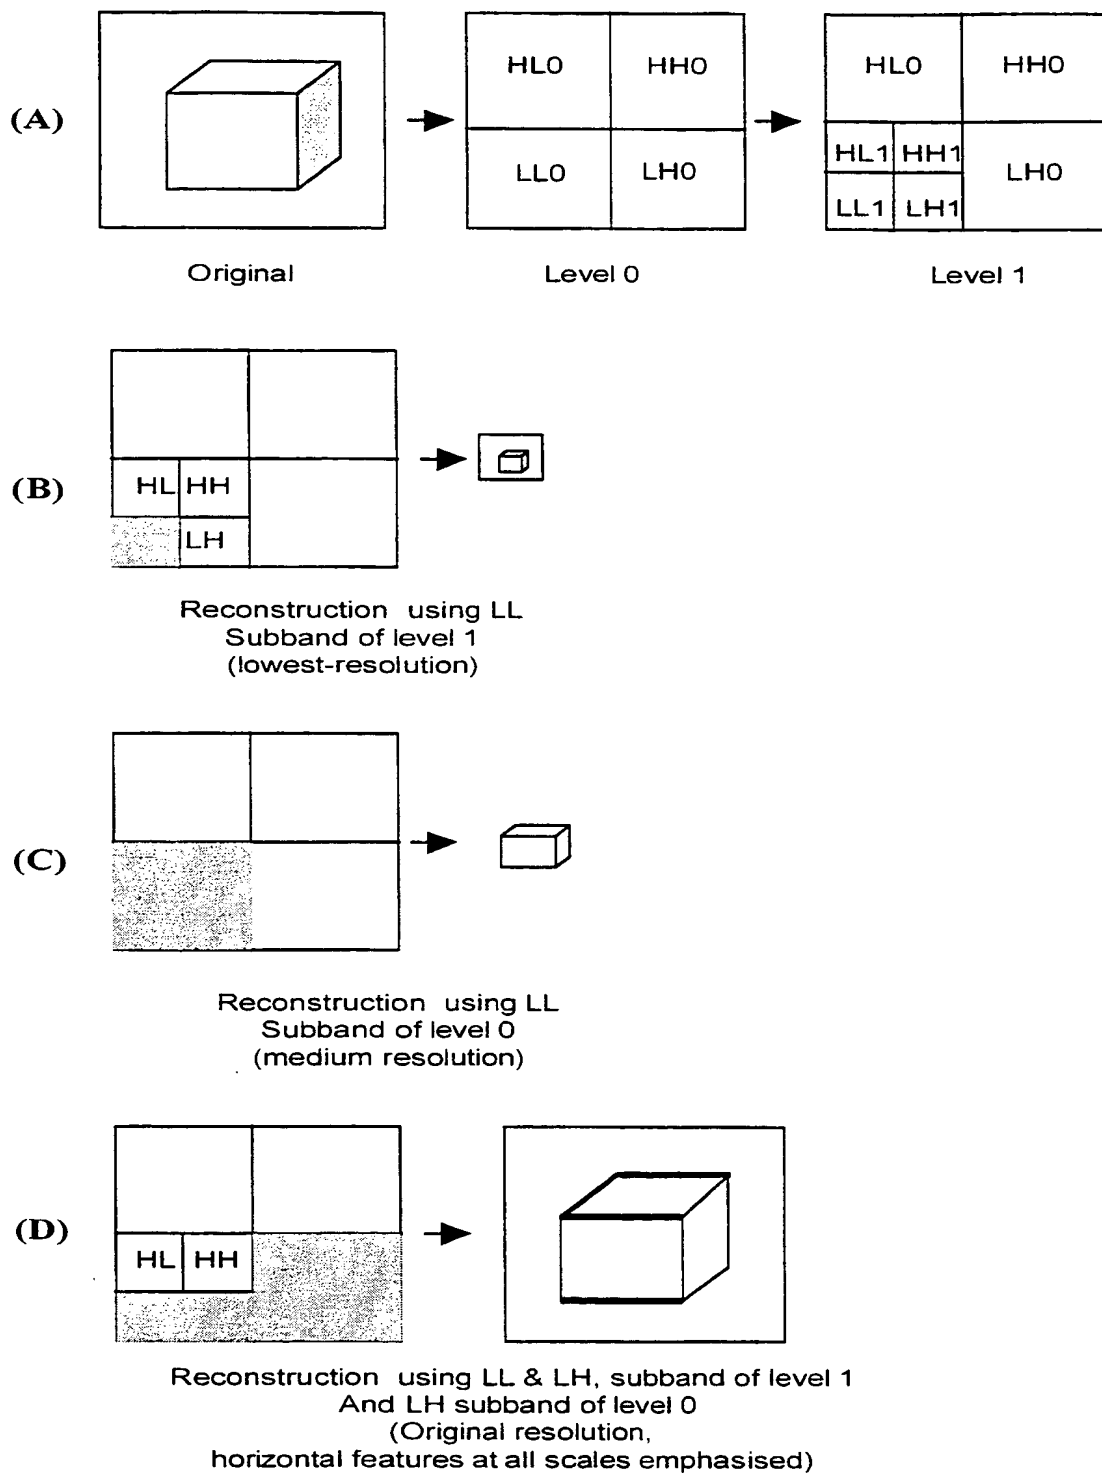 (A)
HL0 HH0
LL0 LH0
HL0 HH0
HL1 HH1
LH0
LL1 LH1
Original
Level 0
Level 1
(B)
HL HH
LH
Reconstruction using LL
Subband of level 1
(lowest-resolution)
(C)
Reconstruction using LL
Subband of level 0
(medium resolution)
(D)
HL HH
Reconstruction using LL & LH, subband of level 1
And LH subband of level 0
(Original resolution,
horizontal features at all scales emphasised)